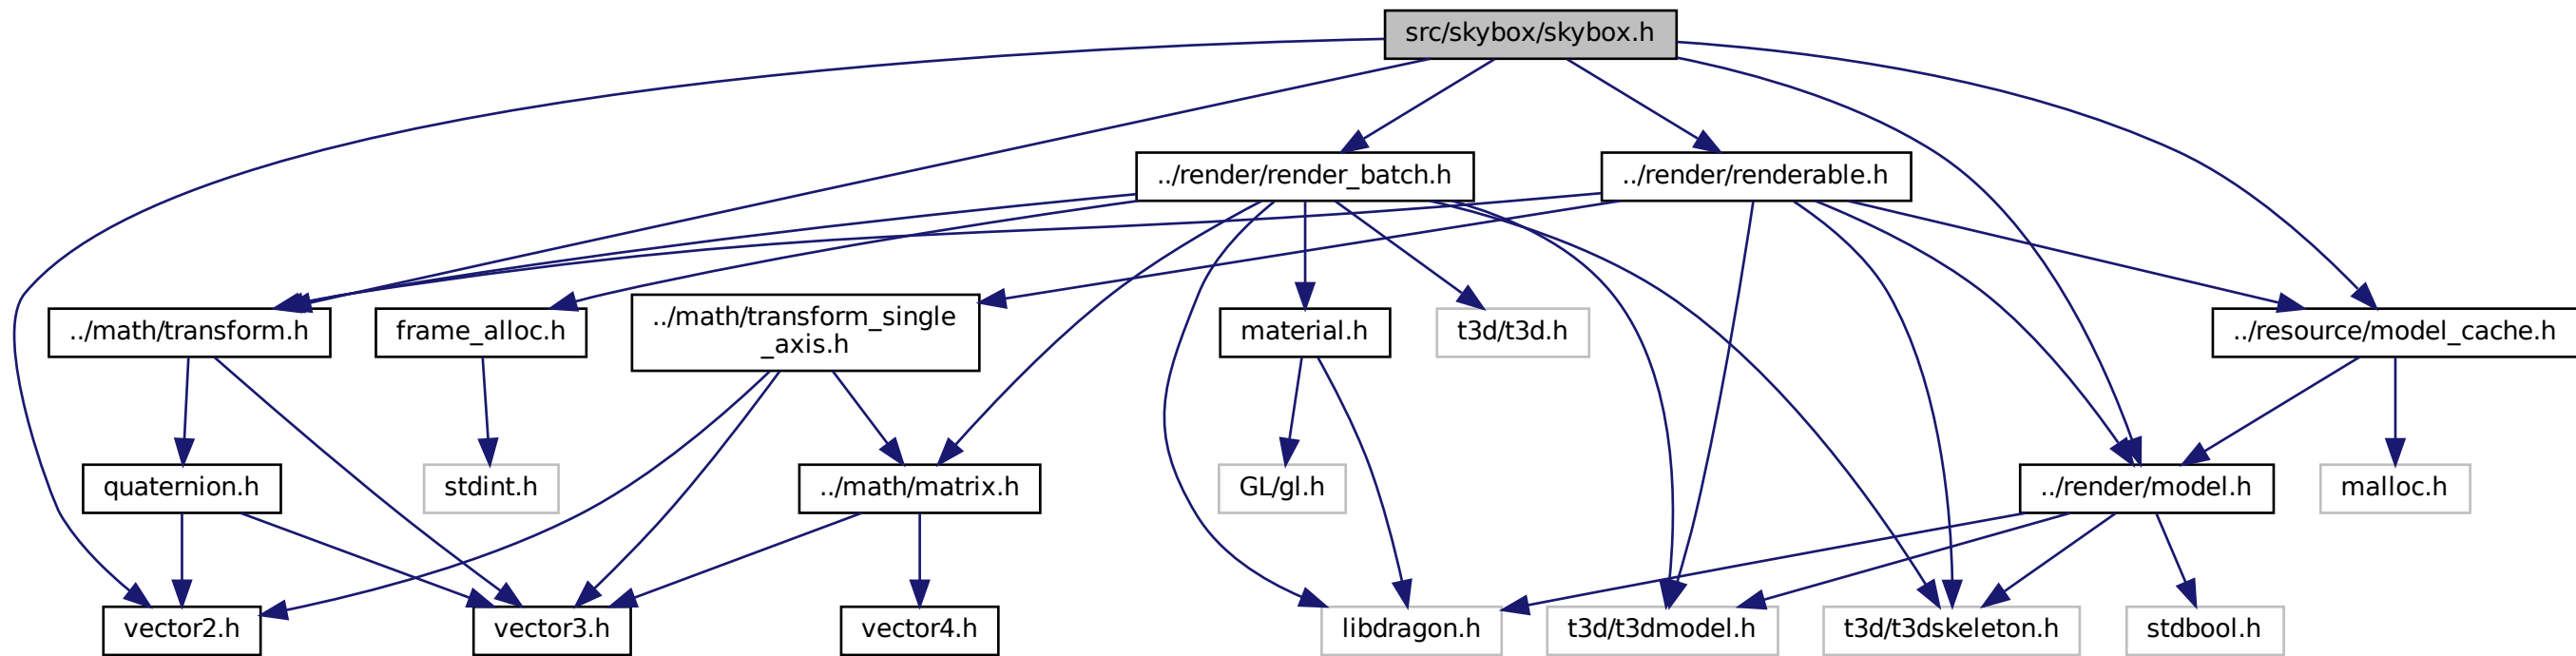 src/skybox/skybox.h
../render/render_batch.h
../render/renderable.h
../math/transform.h
frame_alloc.h
../math/transform_single
_axis.h
material.h
t3d/t3d.h
../resource/model_cache.h
quaternion.h
stdint.h
../math/matrix.h
GL/gl.h
../render/model.h
malloc.h
vector2.h
vector3.h
vector4.h
libdragon.h
t3d/t3dmodel.h
t3d/t3dskeleton.h
stdbool.h